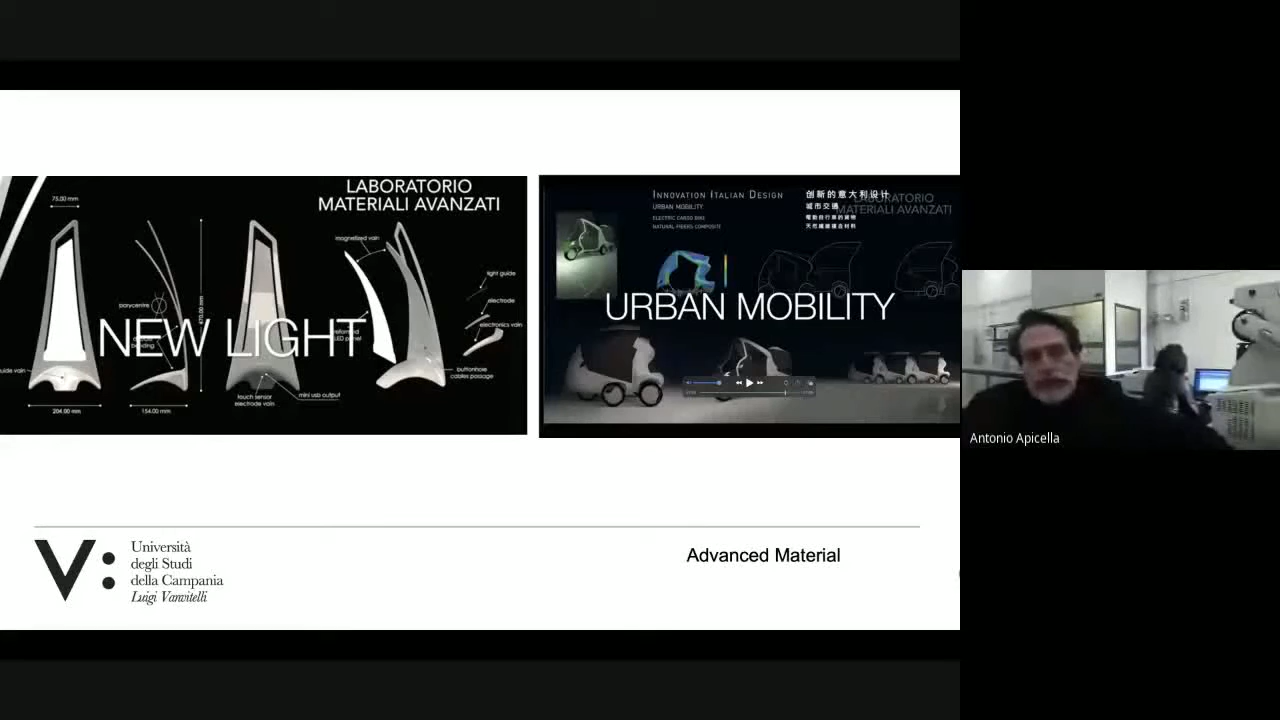 LABORATORIO
MATERIALI AVANZATI
75.00 mm
magnetized vain
light guide
electrode
electronics vain
porycentre
470.00 mm
NEW LIGHT
buttonhole
cables passage
204.00 mm
154.00 mm
touch sensor
electrode vain
mini usb output
INNOVATION ITALIAN DESIGN
URBAN MOBILITY
ELECTRIC CARGO BIKE
NATURAL FIBERS COMPOSITE
创新的意大利设计
城市交通
LABORATORIO
MATERIALI AVANZATI
URBAN MOBILITY
V:
Università
degli Studi
della Campania
Luigi Vanvitelli
Advanced Material
Antonio Apicella